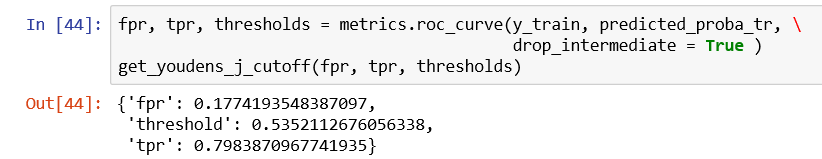 In [44]: fpr, tpr, thresholds = metrics.roc_curve(y_train, predicted_proba_tr, \
drop_intermediate = True )
get_youdens_j_cutoff(fpr, tpr, thresholds)
Out[44]: {'fpr': 0.1774193548387097,
'threshold': 0.5352112676056338,
'tpr': 0.7983870967741935}